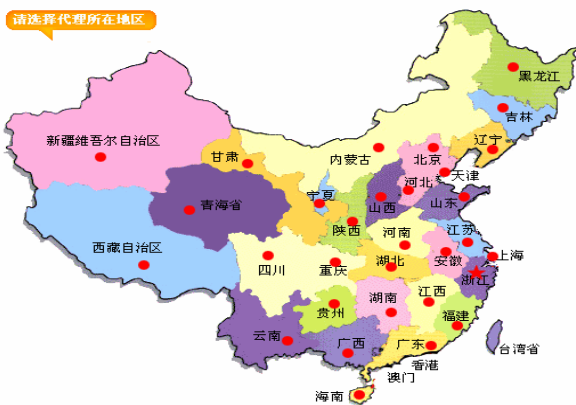 请选择代理所在地区
黑龙江
吉林
辽宁
新疆维吾尔自治区
甘肃
内蒙古
北京
天津
河北
宁夏
青海省
山西
山东
陕西
河南
江苏
西藏自治区
四川
重庆
湖北
安徽
上海
浙江
湖南
江西
贵州
福建
云南
广西
广东
台湾省
香港
澳门
海南